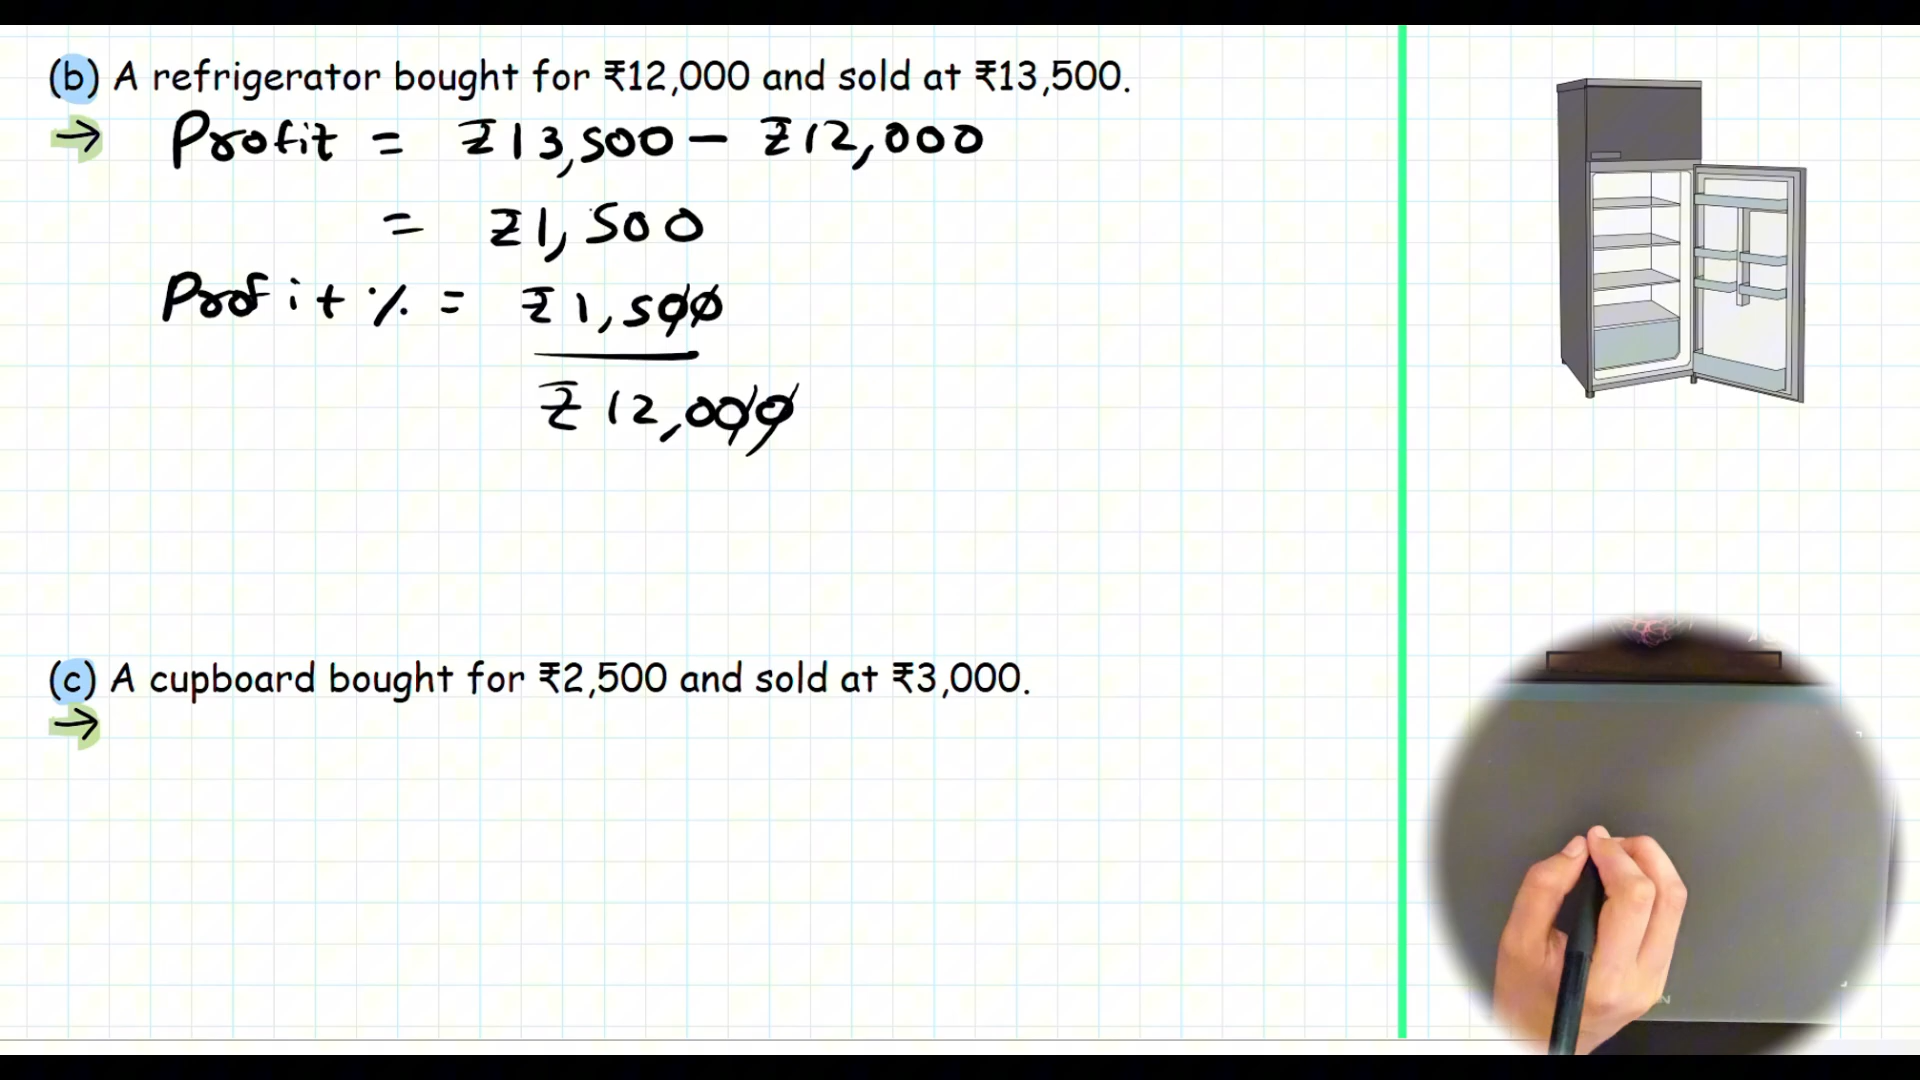 (b) A refrigerator bought for ₹12,000 and sold at ₹13,500.
→ Profit = ₹13,500 - ₹12,000
= ₹1,500
Profit % = ₹1,500
₹12,000
(c) A cupboard bought for ₹2,500 and sold at ₹3,000.
→